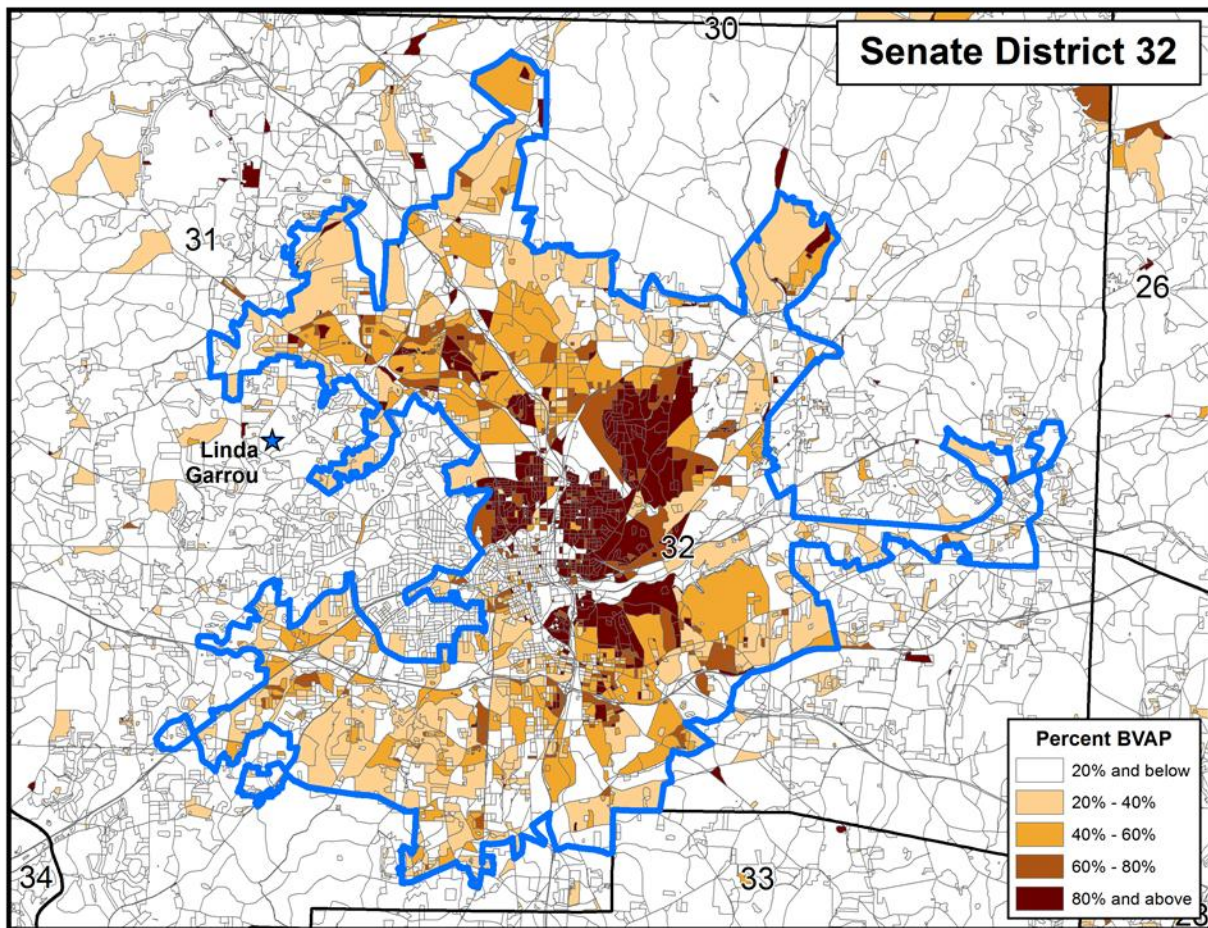 30
Senate District 32
31
26
Linda
Garrou
32
Percent BVAP
20% and below
20% - 40%
40% - 60%
60% - 80%
80% and above
34
33
23